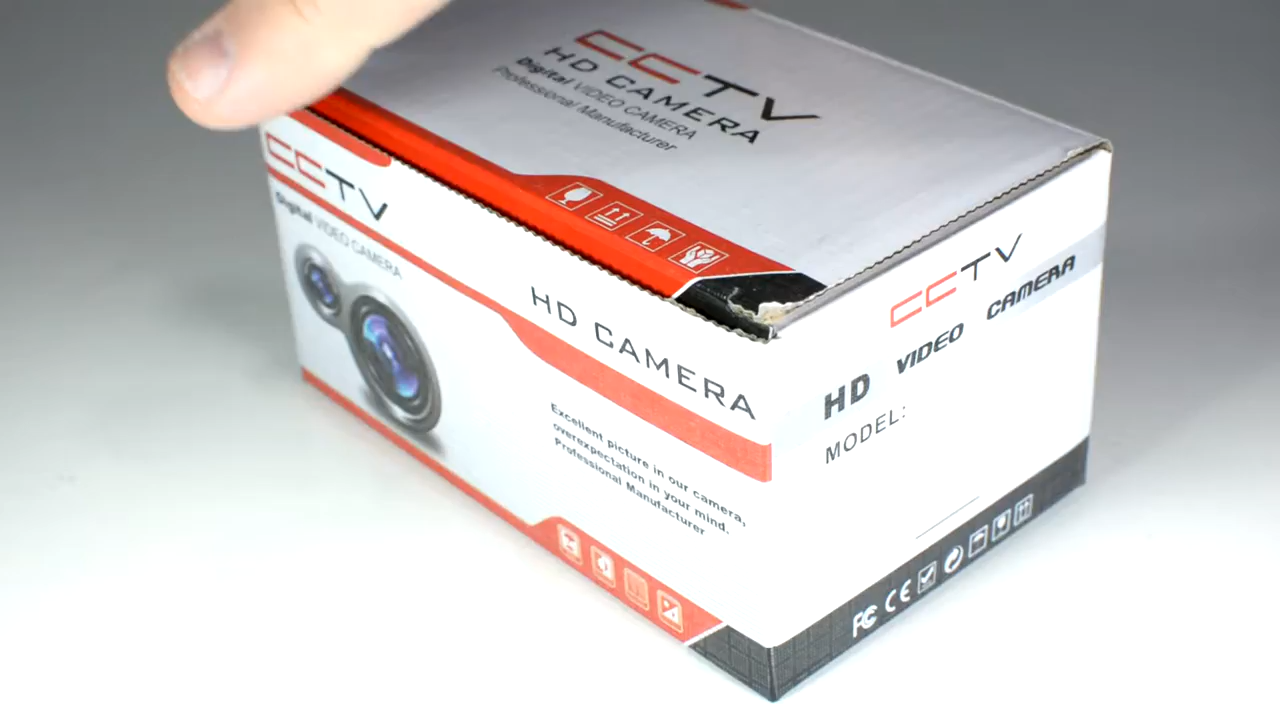 CCTV
HD CAMERA
Digital VIDEO CAMERA
Professional Manufacturer
CCTV
Digital VIDEO CAMERA
HD CAMERA
Excellent picture in our camera,
overexpectation in your mind.
Professional Manufacturer
CCTV
HD VIDEO CAMERA
MODEL:
FC CE